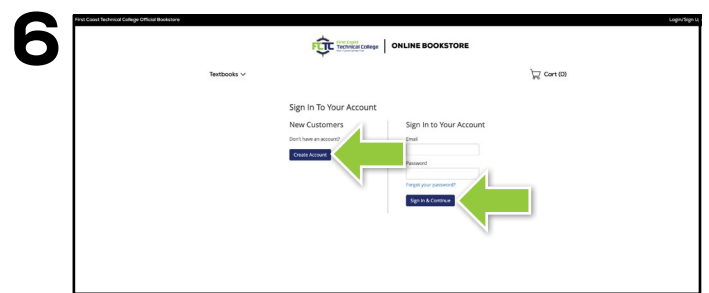 6
First Coast Technical College Official Bookstore
Login/Sign U
FCTC First Coast Technical College ONLINE BOOKSTORE
Textbooks
Cart (0)
Sign In To Your Account
New Customers
Don't have an account?
Create Account
Sign In to Your Account
Email
Password
Forgot your password?
Sign In & Continue